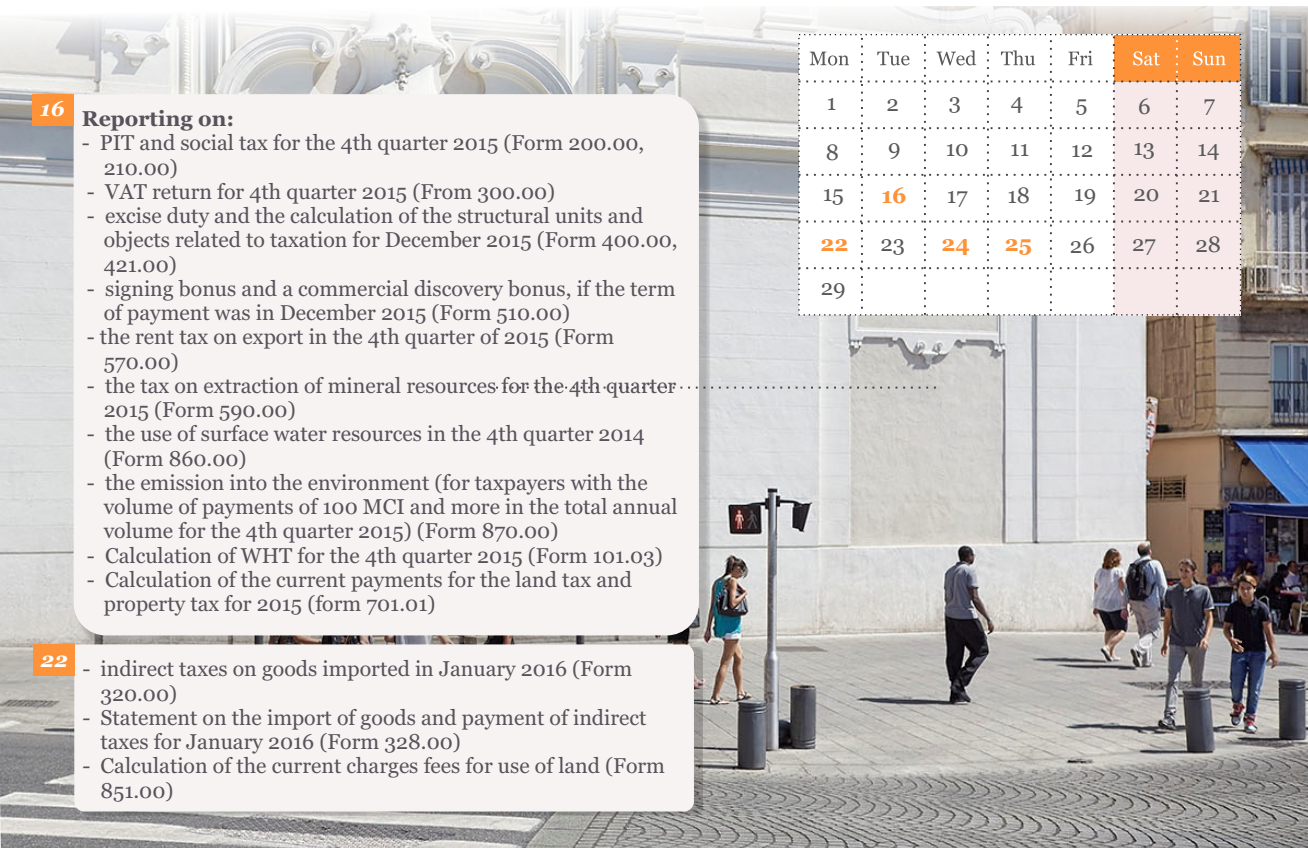 16
Reporting on:
- PIT and social tax for the 4th quarter 2015 (Form 200.00,
210.00)
- VAT return for 4th quarter 2015 (From 300.00)
- excise duty and the calculation of the structural units and
objects related to taxation for December 2015 (Form 400.00,
421.00)
- signing bonus and a commercial discovery bonus, if the term
of payment was in December 2015 (Form 510.00)
- the rent tax on export in the 4th quarter of 2015 (Form
570.00)
- the tax on extraction of mineral resources for the 4th quarter
2015 (Form 590.00)
- the use of surface water resources in the 4th quarter 2014
(Form 860.00)
- the emission into the environment (for taxpayers with the
volume of payments of 100 MCI and more in the total annual
volume for the 4th quarter 2015) (Form 870.00)
- Calculation of WHT for the 4th quarter 2015 (Form 101.03)
- Calculation of the current payments for the land tax and
property tax for 2015 (form 701.01)
22
- indirect taxes on goods imported in January 2016 (Form
320.00)
- Statement on the import of goods and payment of indirect
taxes for January 2016 (Form 328.00)
- Calculation of the current charges fees for use of land (Form
851.00)
Mon Tue Wed Thu Fri Sat Sun
1 2 3 4 5 6 7
8 9 10 11 12 13 14
15 16 17 18 19 20 21
22 23 24 25 26 27 28
29